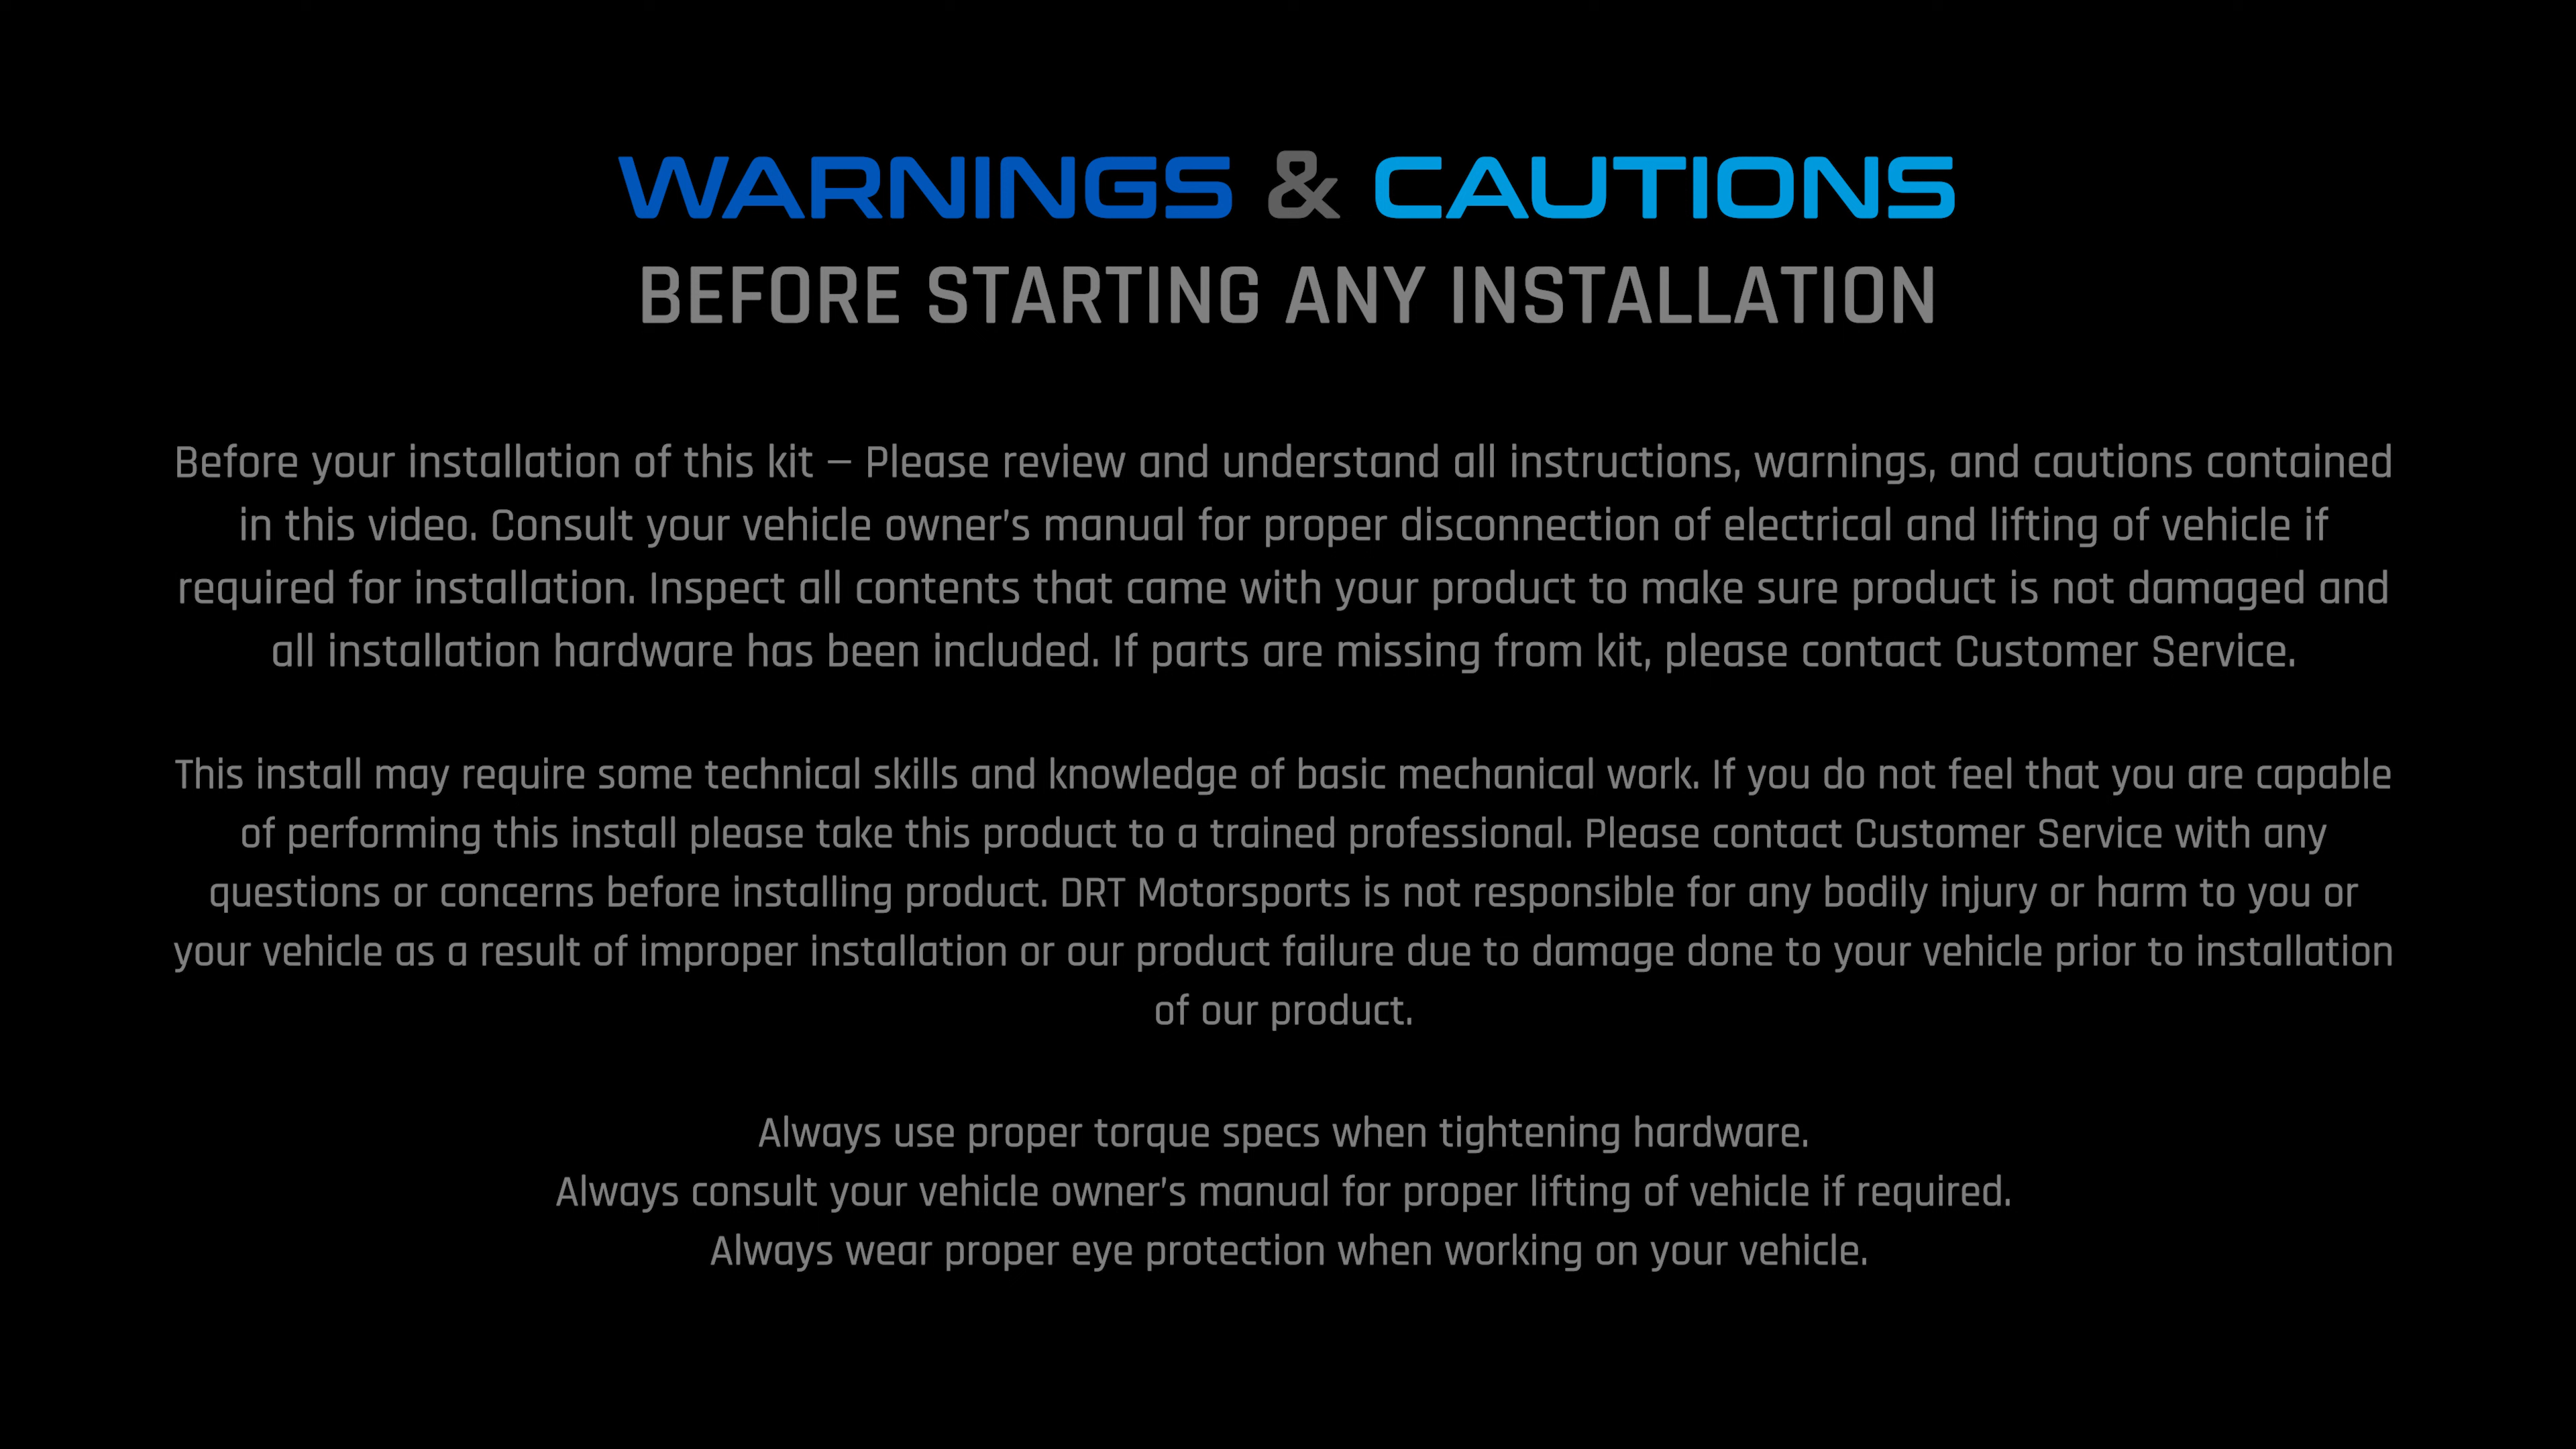 WARNINGS & CAUTIONS
BEFORE STARTING ANY INSTALLATION
Before your installation of this kit – Please review and understand all instructions, warnings, and cautions contained
in this video. Consult your vehicle owner's manual for proper disconnection of electrical and lifting of vehicle if
required for installation. Inspect all contents that came with your product to make sure product is not damaged and
all installation hardware has been included. If parts are missing from kit, please contact Customer Service.
This install may require some technical skills and knowledge of basic mechanical work. If you do not feel that you are capable
of performing this install please take this product to a trained professional. Please contact Customer Service with any
questions or concerns before installing product. DRT Motorsports is not responsible for any bodily injury or harm to you or
your vehicle as a result of improper installation or our product failure due to damage done to your vehicle prior to installation
of our product.
Always use proper torque specs when tightening hardware.
Always consult your vehicle owner's manual for proper lifting of vehicle if required.
Always wear proper eye protection when working on your vehicle.